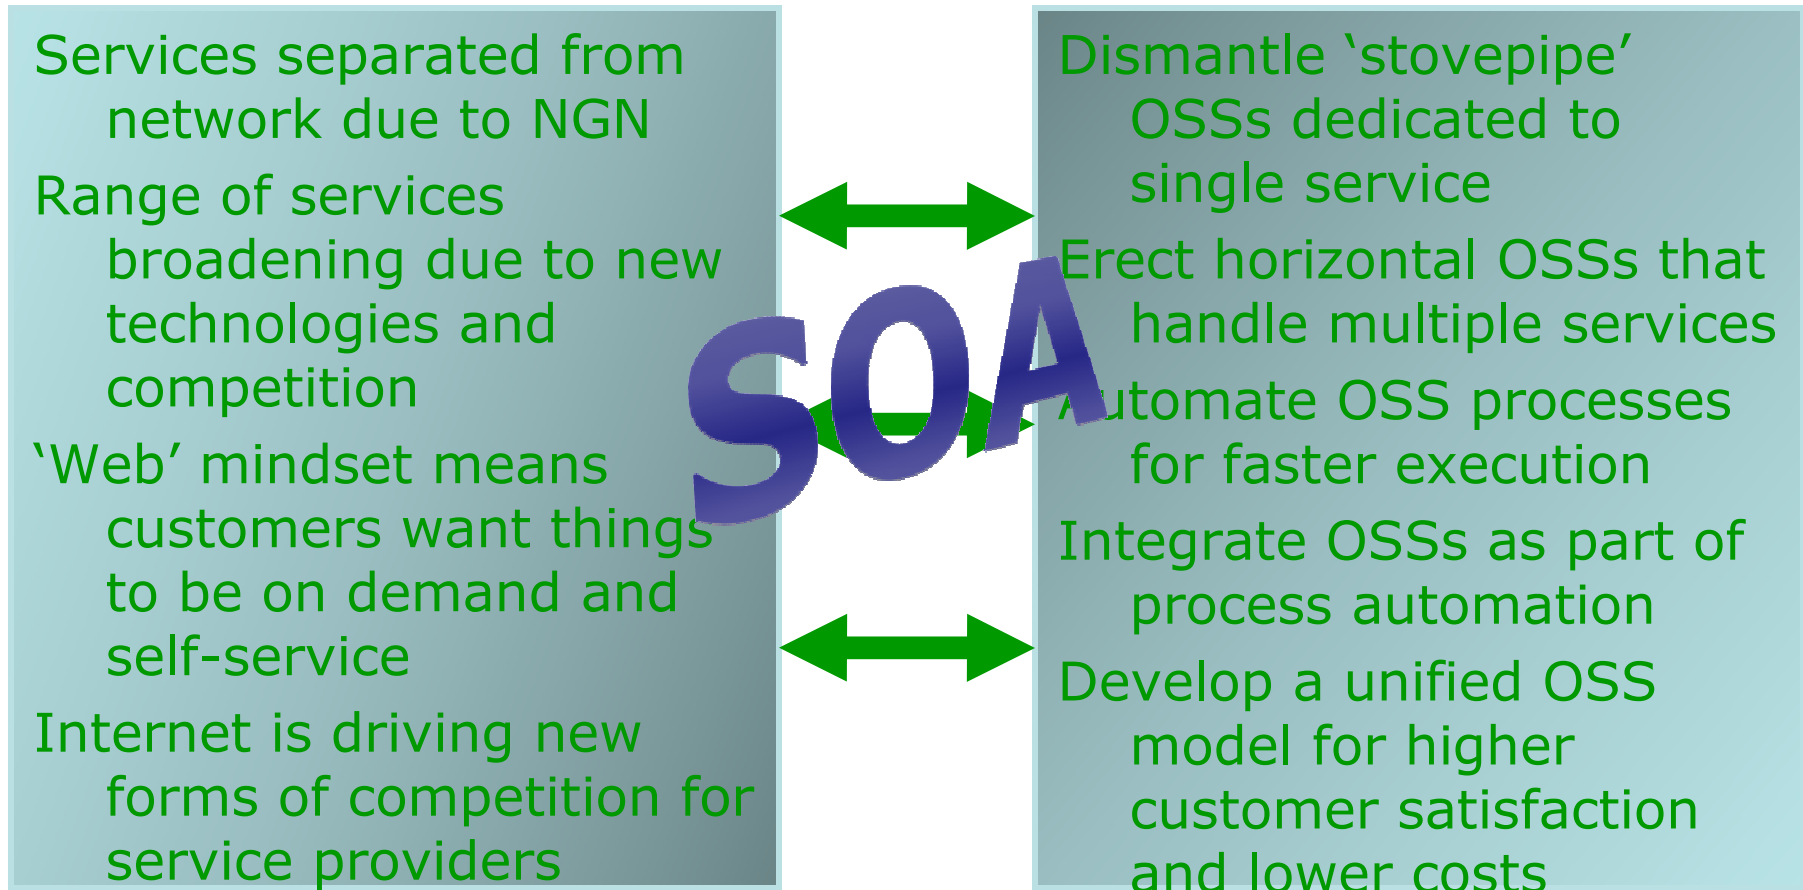 Services separated from
network due to NGN
Range of services
broadening due to new
technologies and
competition
‘Web’ mindset means
customers want things
to be on demand and
self-service
Internet is driving new
forms of competition for
service providers
SOA
Dismantle ‘stovepipe’
OSSs dedicated to
single service
Erect horizontal OSSs that
handle multiple services
Automate OSS processes
for faster execution
Integrate OSSs as part of
process automation
Develop a unified OSS
model for higher
customer satisfaction
and lower costs